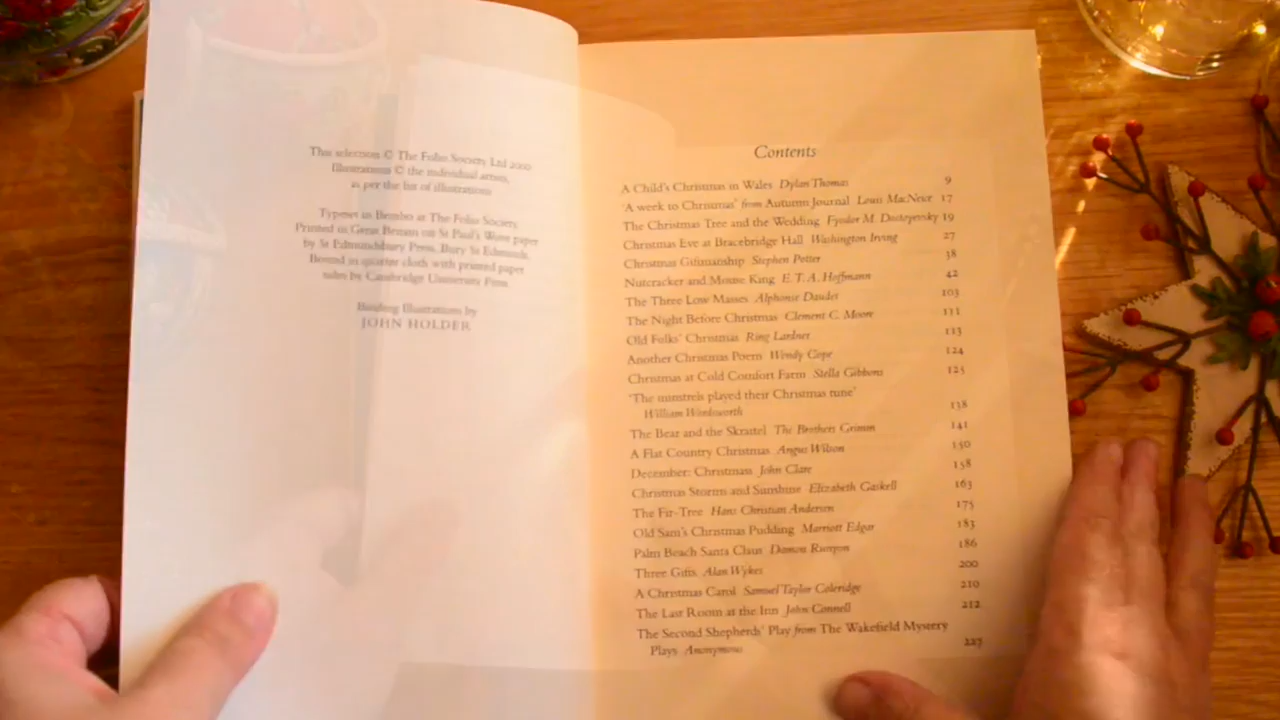 This selection © The Folio Society Ltd 2000
Illustrations © the individual artists,
as per the list of illustrations
Typeset in Bembo at The Folio Society.
Printed in Great Britain on St Paul's Wove paper
by St Edmundsbury Press, Bury St Edmunds.
Bound in quarter cloth with printed paper
sides by Cambridge University Press
Binding Illustrations by
JOHN HOLDER
Contents
A Child's Christmas in Wales Dylan Thomas 9
'A week to Christmas' from Autumn Journal Louis MacNeice 17
The Christmas Tree and the Wedding Fyodor M. Dostoyevsky 19
Christmas Eve at Bracebridge Hall Washington Irving 27
Christmas Giftmanship Stephen Potter 38
Nutcracker and Mouse King E. T. A. Hoffmann 42
The Three Low Masses Alphonse Daudet 103
The Night Before Christmas Clement C. Moore 111
Old Folks' Christmas Ring Lardner 113
Another Christmas Poem Wendy Cope 124
Christmas at Cold Comfort Farm Stella Gibbons 125
'The minstrels played their Christmas tune'
William Wordsworth 138
The Bear and the Skrattel The Brothers Grimm 141
A Flat Country Christmas Angus Wilson 150
December: Christmass John Clare 158
Christmas Storms and Sunshine Elizabeth Gaskell 163
The Fir-Tree Hans Christian Andersen 175
Old Sam's Christmas Pudding Marriott Edgar 183
Palm Beach Santa Claus Damon Runyon 186
Three Gifts Alan Wykes 200
A Christmas Carol Samuel Taylor Coleridge 210
The Last Room at the Inn John Connell 212
The Second Shepherds' Play from The Wakefield Mystery
Plays Anonymous 227